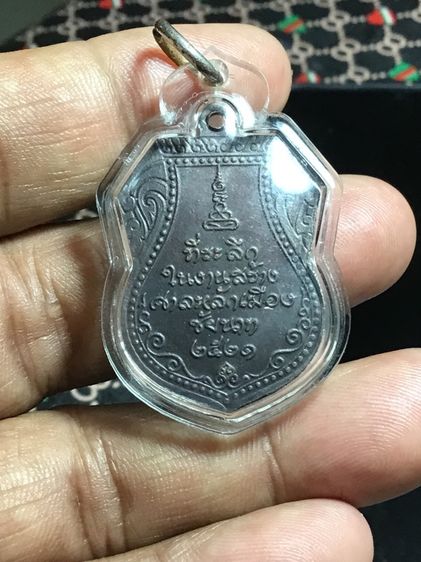 ที่ระลึก
ในงานสร้าง
ศาลหลักเมือง
ชัยนาท
๒๕๒๑